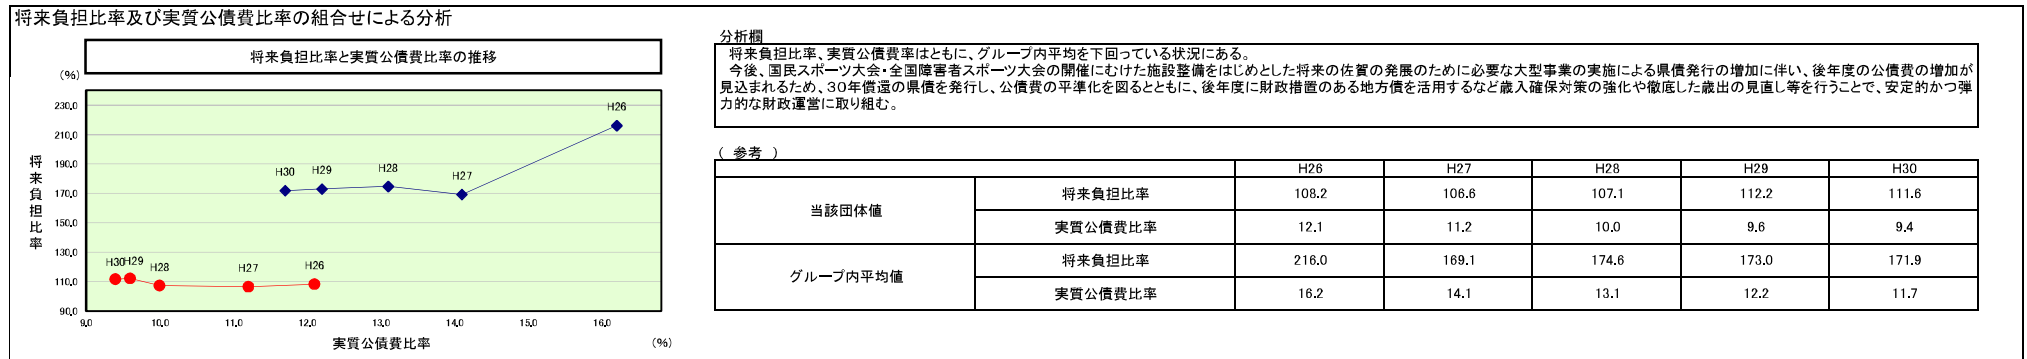 将来負担比率及び実質公債費比率の組合せによる分析
将来負担比率と実質公債費比率の推移
(%)
230.0
210.0
190.0
170.0
150.0
130.0
110.0
90.0
将来負担比率
H26
H27
H28
H29
H30
H30
H29
H28
H27
H26
9.0
10.0
11.0
12.0
13.0
14.0
15.0
16.0
実質公債費比率
(%)
分析欄
将来負担比率、実質公債費率はともに、グループ内平均を下回っている状況にある。
今後、国民スポーツ大会・全国障害者スポーツ大会の開催にむけた施設整備をはじめとした将来の佐賀の発展のために必要な大型事業の実施による県債発行の増加に伴い、後年度の公債費の増加が
見込まれるため、30年償還の県債を発行し、公債費の平準化を図るとともに、後年度に財政措置のある地方債を活用するなど歳入確保対策の強化や徹底した歳出の見直し等を行うことで、安定的かつ弾
力的な財政運営に取り組む。
( 参考 )
H26 H27 H28 H29 H30
当該団体値
将来負担比率 108.2 106.6 107.1 112.2 111.6
実質公債費比率 12.1 11.2 10.0 9.6 9.4
グループ内平均値
将来負担比率 216.0 169.1 174.6 173.0 171.9
実質公債費比率 16.2 14.1 13.1 12.2 11.7